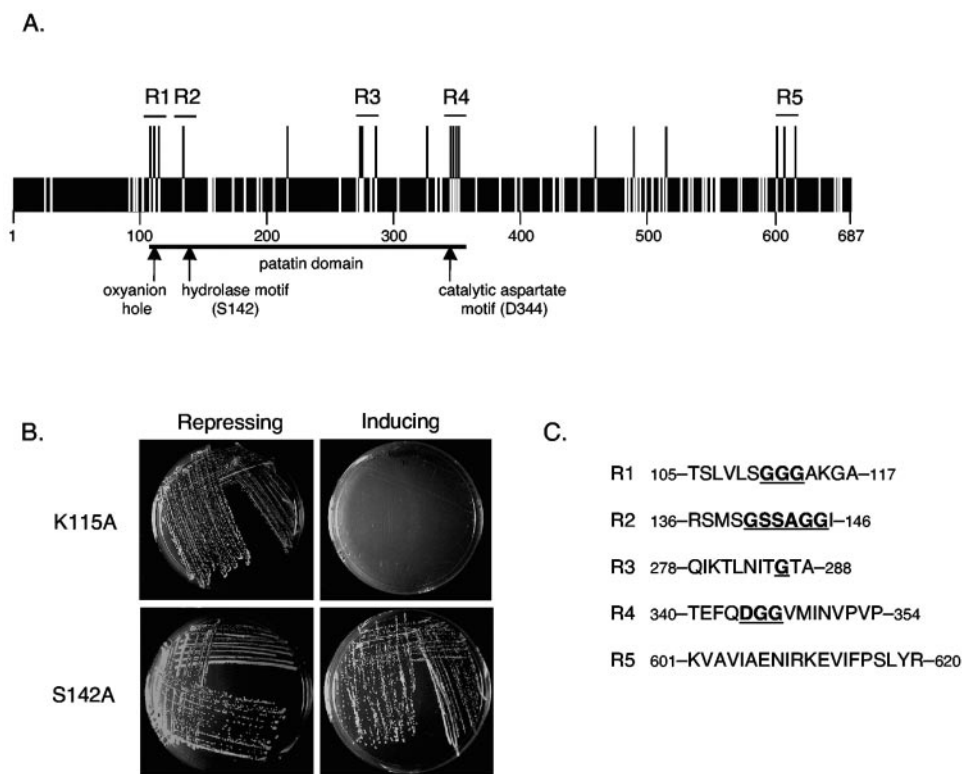 A.
R1 R2 R3 R4 R5
1 100 200 300 400 500 600 687
patatin domain
oxyanion hole
hydrolase motif (S142)
catalytic aspartate motif (D344)
B.
Repressing Inducing
K115A
S142A
C.
R1 105–TSLVLSGGGAKGA–117
R2 136–RSMSGSSAGGI–146
R3 278–QIKTLNITGTA–288
R4 340–TEFQDGGVMINVPVP–354
R5 601–KVAVIAENIRKEVIFPSLYR–620